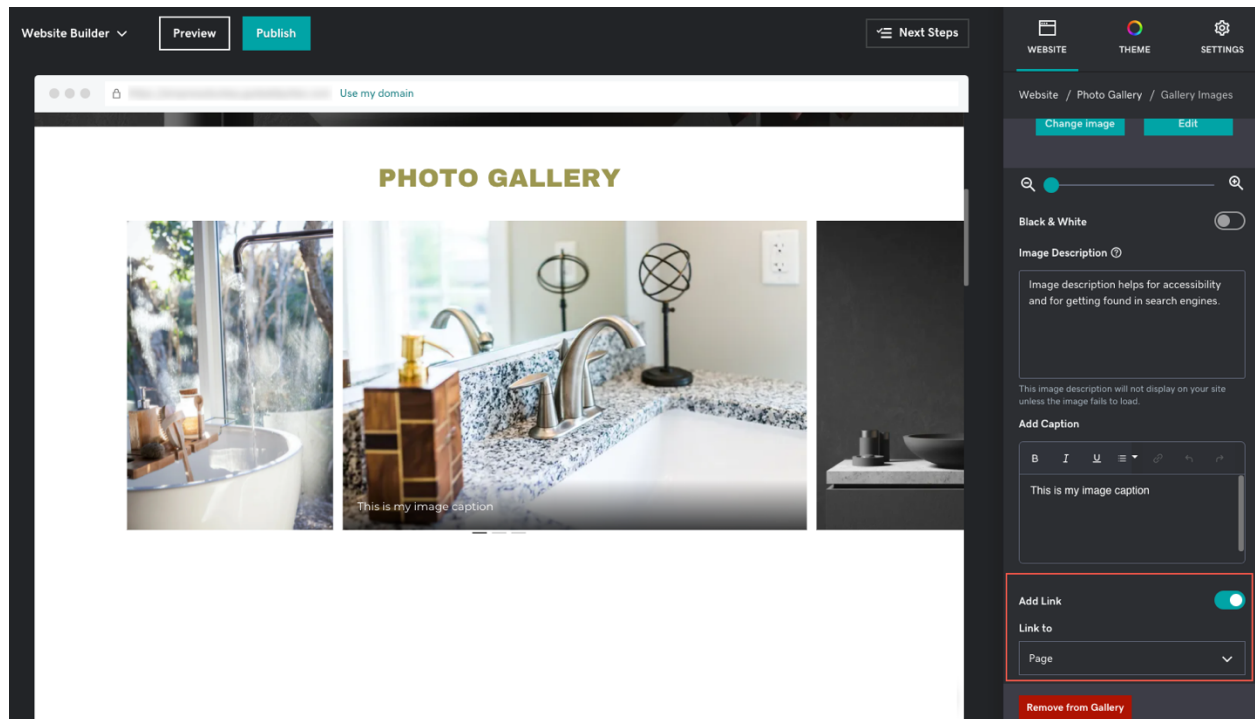 Website Builder
Preview
Publish
Next Steps
WEBSITE
THEME
SETTINGS
Use my domain
Website / Photo Gallery / Gallery Images
Change image
Edit
PHOTO GALLERY
This is my image caption
Black & White
Image Description
Image description helps for accessibility
and for getting found in search engines.
This image description will not display on your site
unless the image fails to load.
Add Caption
B I U
This is my image caption
Add Link
Link to
Page
Remove from Gallery